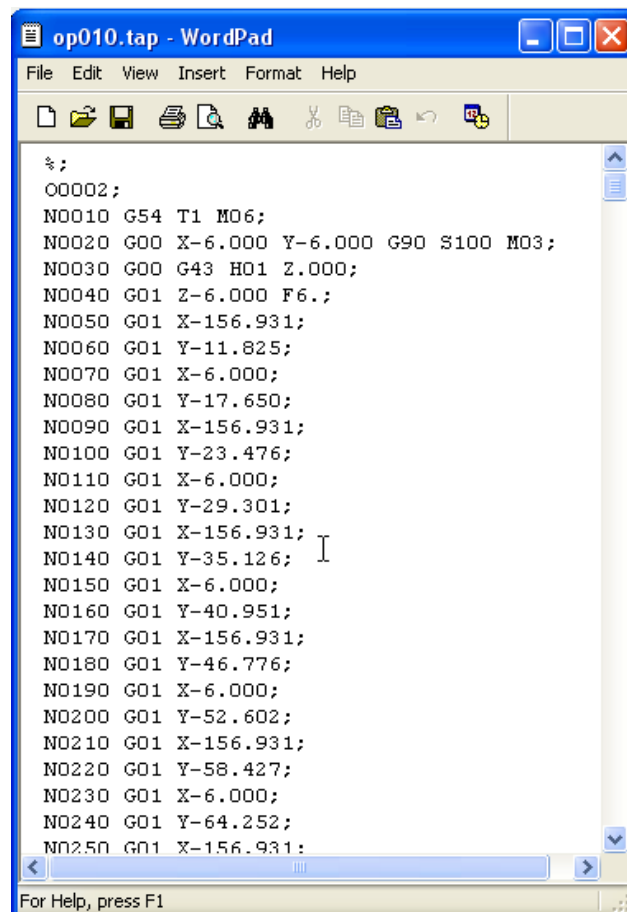 op010.tap - WordPad
File Edit View Insert Format Help
%;
O0002;
N0010 G54 T1 M06;
N0020 G00 X-6.000 Y-6.000 G90 S100 M03;
N0030 G00 G43 H01 Z.000;
N0040 G01 Z-6.000 F6.;
N0050 G01 X-156.931;
N0060 G01 Y-11.825;
N0070 G01 X-6.000;
N0080 G01 Y-17.650;
N0090 G01 X-156.931;
N0100 G01 Y-23.476;
N0110 G01 X-6.000;
N0120 G01 Y-29.301;
N0130 G01 X-156.931;
N0140 G01 Y-35.126;
N0150 G01 X-6.000;
N0160 G01 Y-40.951;
N0170 G01 X-156.931;
N0180 G01 Y-46.776;
N0190 G01 X-6.000;
N0200 G01 Y-52.602;
N0210 G01 X-156.931;
N0220 G01 Y-58.427;
N0230 G01 X-6.000;
N0240 G01 Y-64.252;
N0250 G01 X-156.931;
For Help, press F1